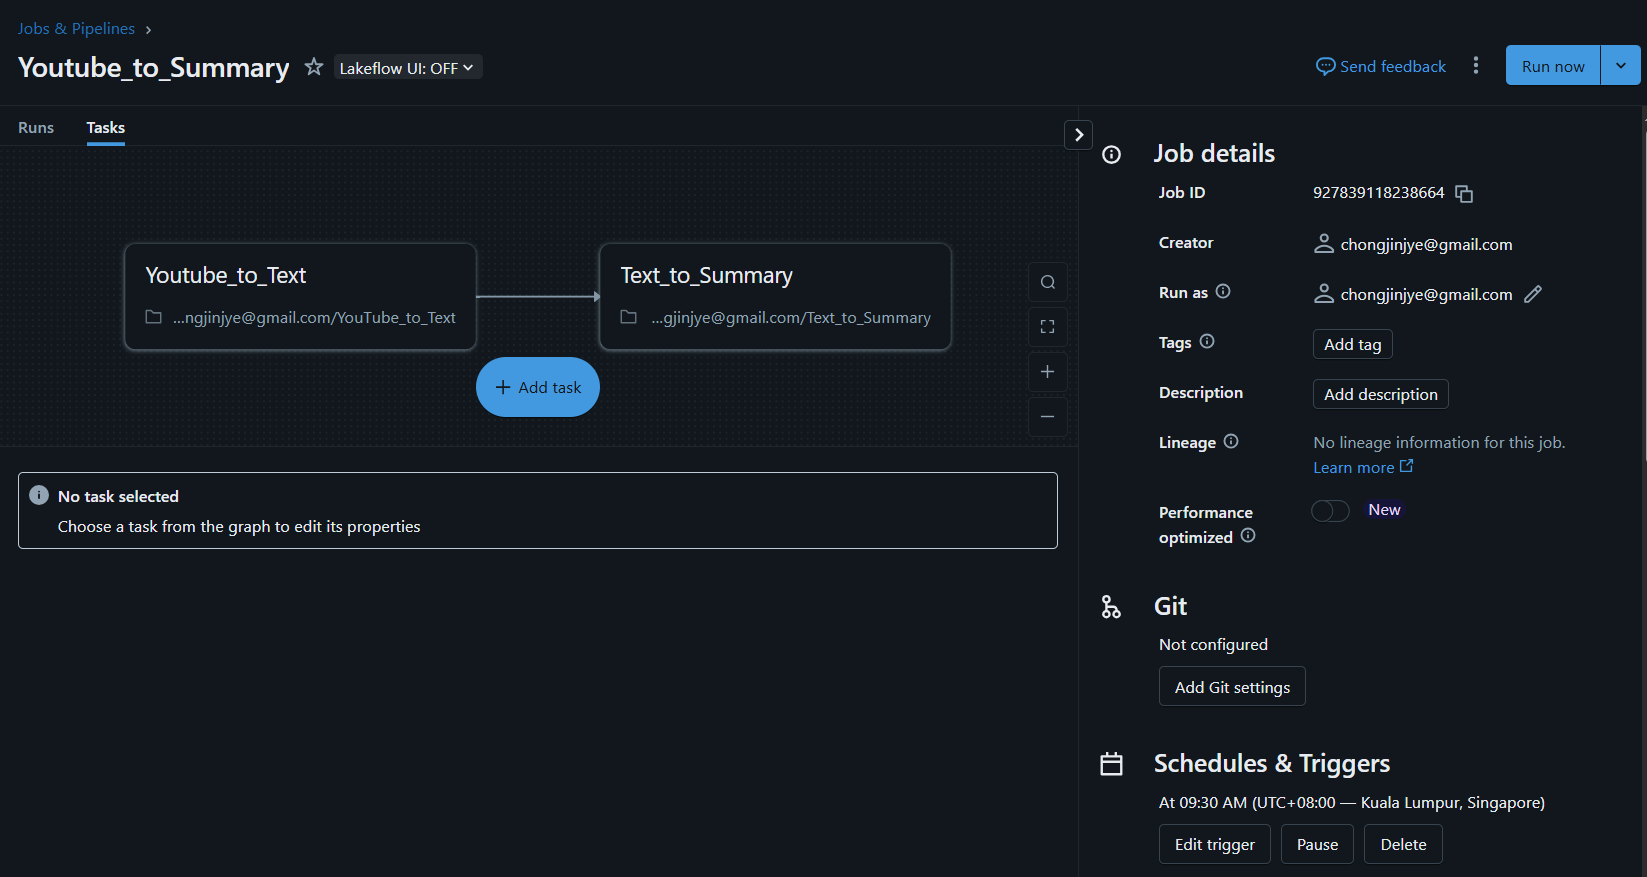 Jobs & Pipelines
Youtube_to_Summary
Lakeflow UI: OFF
Send feedback
Run now
Runs
Tasks
Youtube_to_Text
...ngjinjye@gmail.com/YouTube_to_Text
Text_to_Summary
...gjinjye@gmail.com/Text_to_Summary
+ Add task
No task selected
Choose a task from the graph to edit its properties
Job details
Job ID
927839118238664
Creator
chongjinjye@gmail.com
Run as
chongjinjye@gmail.com
Tags
Add tag
Description
Add description
Lineage
No lineage information for this job.
Learn more
Performance
optimized
New
Git
Not configured
Add Git settings
Schedules & Triggers
At 09:30 AM (UTC+08:00 — Kuala Lumpur, Singapore)
Edit trigger
Pause
Delete